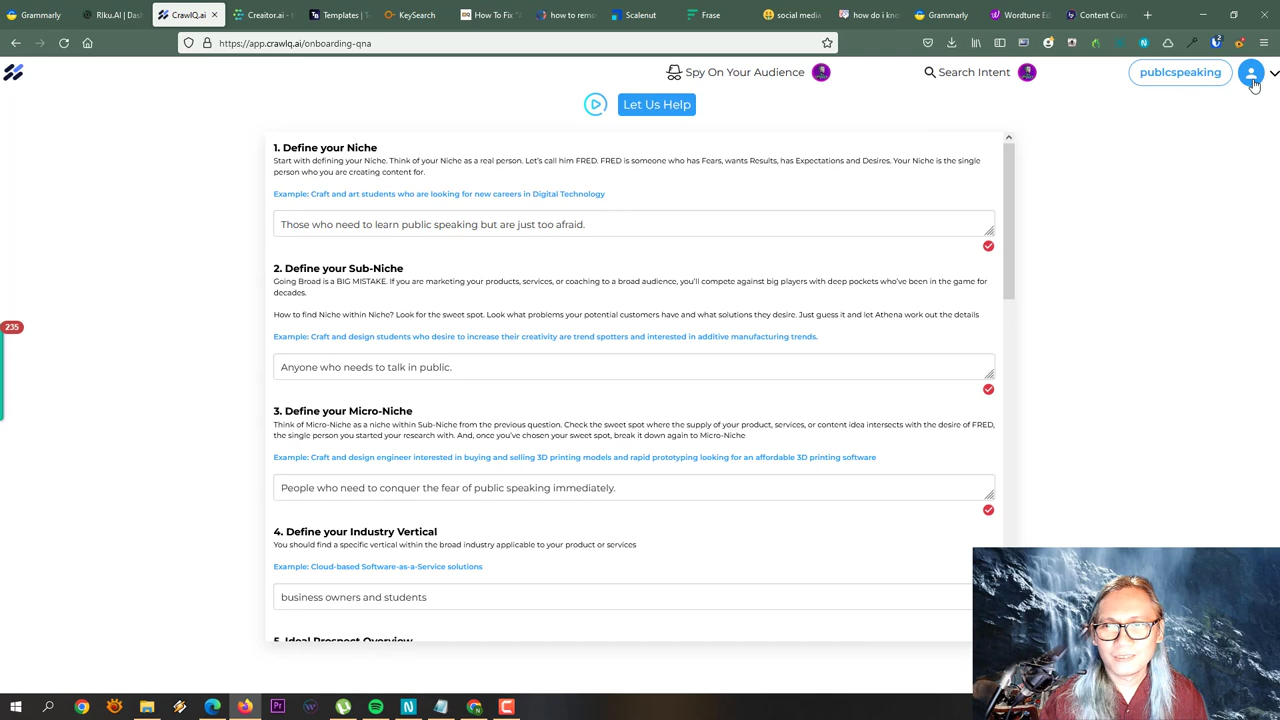 Grammarly
Riku.AI | Dash
CrawlQ.ai
Creaitor.ai -
Templates | T
KeySearch
How To Fix "A
how to reme
Scalenut
Frase
social media
how do i know
Grammarly
Wordtune E
Content Cura
https://app.crawlq.ai/onboarding-qna
Spy On Your Audience
Search Intent
publcspeaking
Let Us Help
1. Define your Niche
Start with defining your Niche. Think of your Niche as a real person. Let's call him FRED. FRED is someone who has Fears, wants Results, has Expectations and Desires. Your Niche is the single
person who you are creating content for.
Example: Craft and art students who are looking for new careers in Digital Technology
Those who need to learn public speaking but are just too afraid.
2. Define your Sub-Niche
Going Broad is a BIG MISTAKE. If you are marketing your products, services, or coaching to a broad audience, you'll compete against big players with deep pockets who've been in the game for
decades.
How to find Niche within Niche? Look for the sweet spot. Look what problems your potential customers have and what solutions they desire. Just guess it and let Athena work out the details
235
Example: Craft and design students who desire to increase their creativity are trend spotters and interested in additive manufacturing trends.
Anyone who needs to talk in public.
3. Define your Micro-Niche
Think of Micro-Niche as a niche within Sub-Niche from the previous question. Check the sweet spot where the supply of your product, services, or content idea intersects with the desire of FRED,
the single person you started your research with. And, once you've chosen your sweet spot, break it down again to Micro-Niche
Example: Craft and design engineer interested in buying and selling 3D printing models and rapid prototyping looking for an affordable 3D printing software
People who need to conquer the fear of public speaking immediately.
4. Define your Industry Vertical
You should find a specific vertical within the broad industry applicable to your product or services
Example: Cloud-based Software-as-a-Service solutions
business owners and students
5. Ideal Prospect Overview